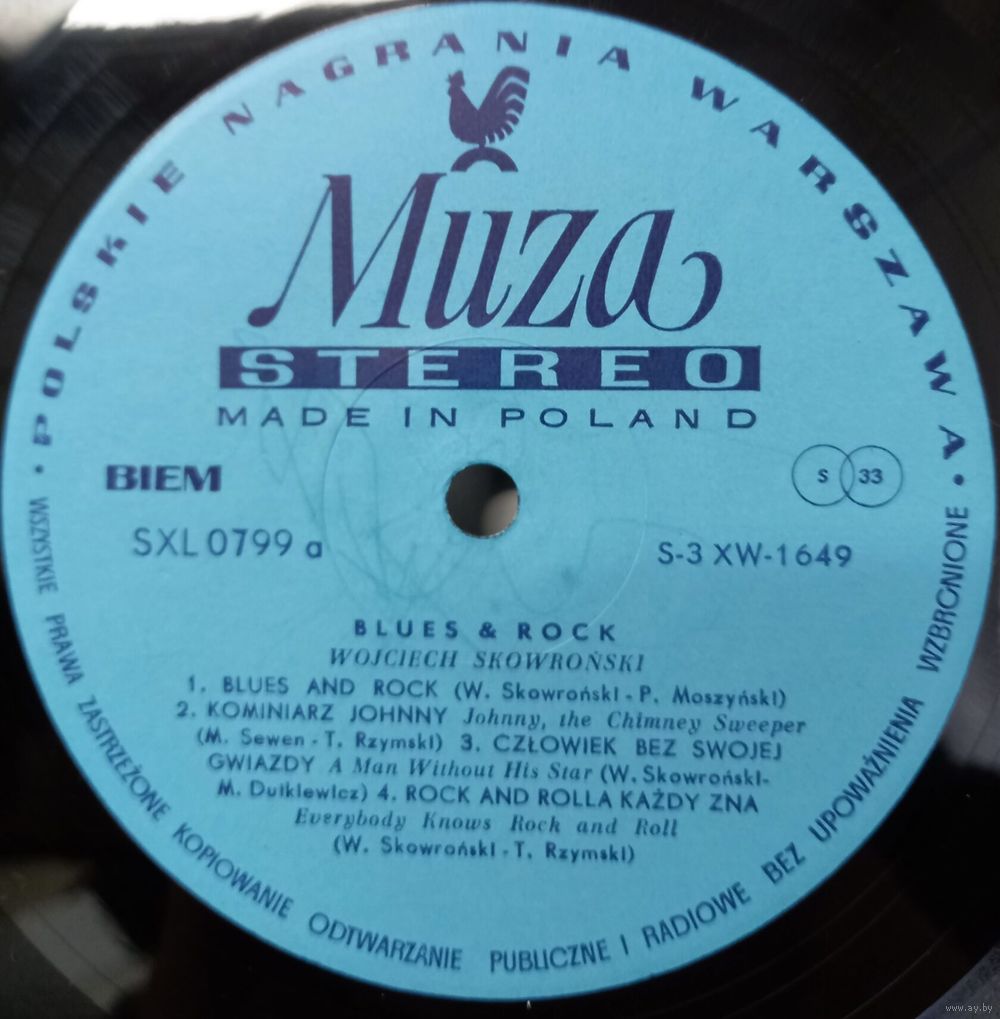 • POLSKIE NAGRANIA WARSZAWA •
Muza
STEREO
MADE IN POLAND
BIEM
S 33
SXL 0799 a
S-3 XW-1649
BLUES & ROCK
WOJCIECH SKOWROŃSKI
1. BLUES AND ROCK (W. Skowroński - P. Moszyński)
2. KOMINIARZ JOHNNY Johnny, the Chimney Sweeper
(M. Sewen - T. Rzymski) 3. CZŁOWIEK BEZ SWOJEJ
GWIAZDY A Man Without His Star (W. Skowroński-
M. Dutkiewicz) 4. ROCK AND ROLLA KAŻDY ZNA
Everybody Knows Rock and Roll
(W. Skowroński - T. Rzymski)
WSZYSTKIE PRAWA ZASTRZEŻONE KOPIOWANIE ODTWARZANIE PUBLICZNE I RADIOWE BEZ UPOWAŻNIENIA WZBRONIONE
www.ay.by